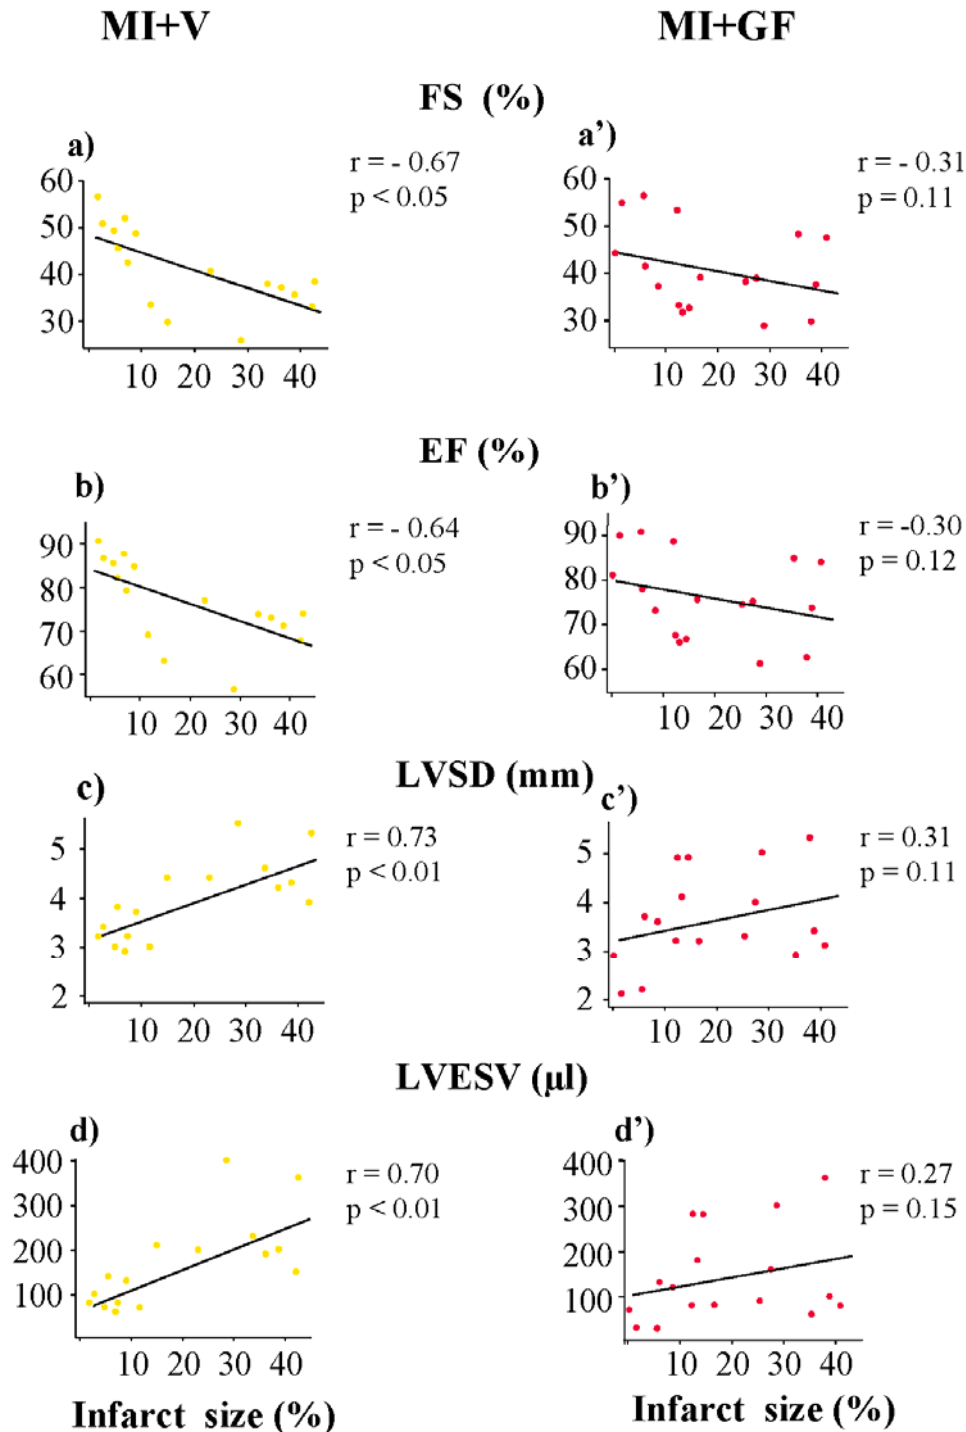 MI+V MI+GF
FS (%)
a) a')
r = - 0.67
p < 0.05
r = - 0.31
p = 0.11
60
50
40
30
10 20 30 40
60
50
40
30
10 20 30 40
EF (%)
b) b')
r = - 0.64
p < 0.05
r = -0.30
p = 0.12
90
80
70
60
10 20 30 40
90
80
70
60
10 20 30 40
LVSD (mm)
c) c')
r = 0.73
p < 0.01
r = 0.31
p = 0.11
5
4
3
2
10 20 30 40
5
4
3
2
10 20 30 40
LVESV (µl)
d) d')
r = 0.70
p < 0.01
r = 0.27
p = 0.15
400
300
200
100
10 20 30 40
400
300
200
100
10 20 30 40
Infarct size (%) Infarct size (%)